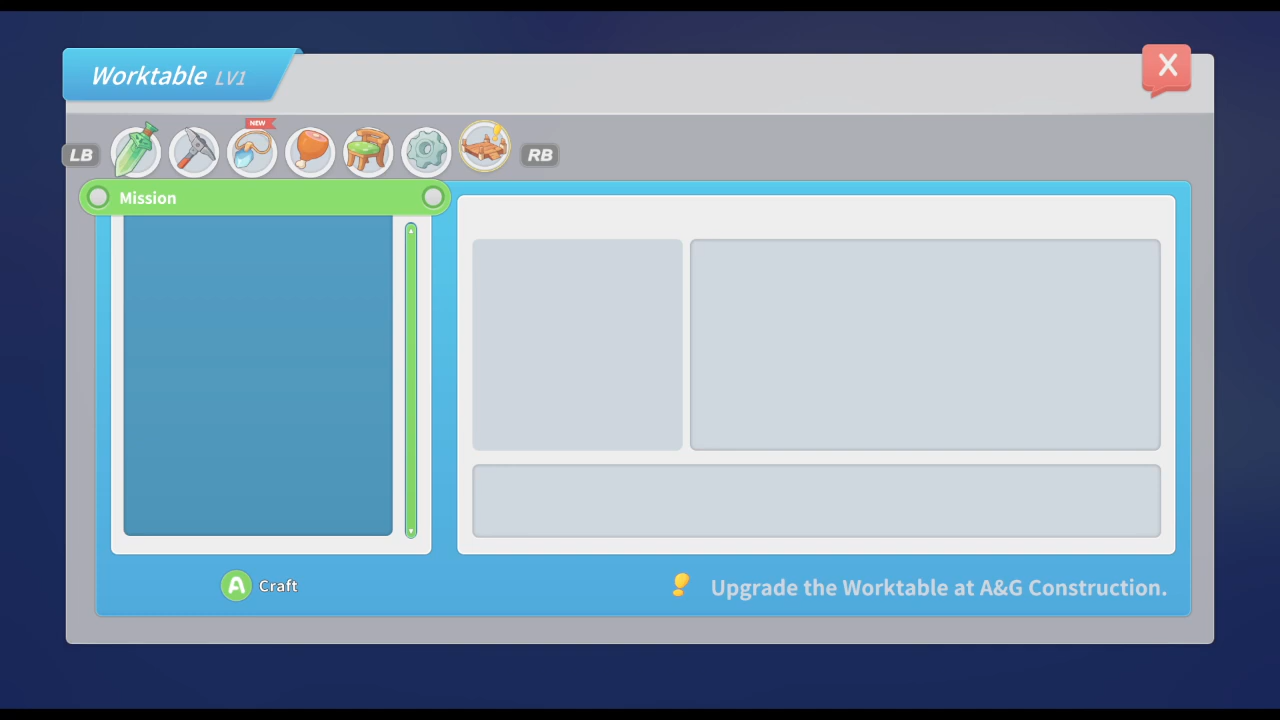 Worktable LV1
X
NEW
LB
RB
Mission
A Craft
Upgrade the Worktable at A&G Construction.